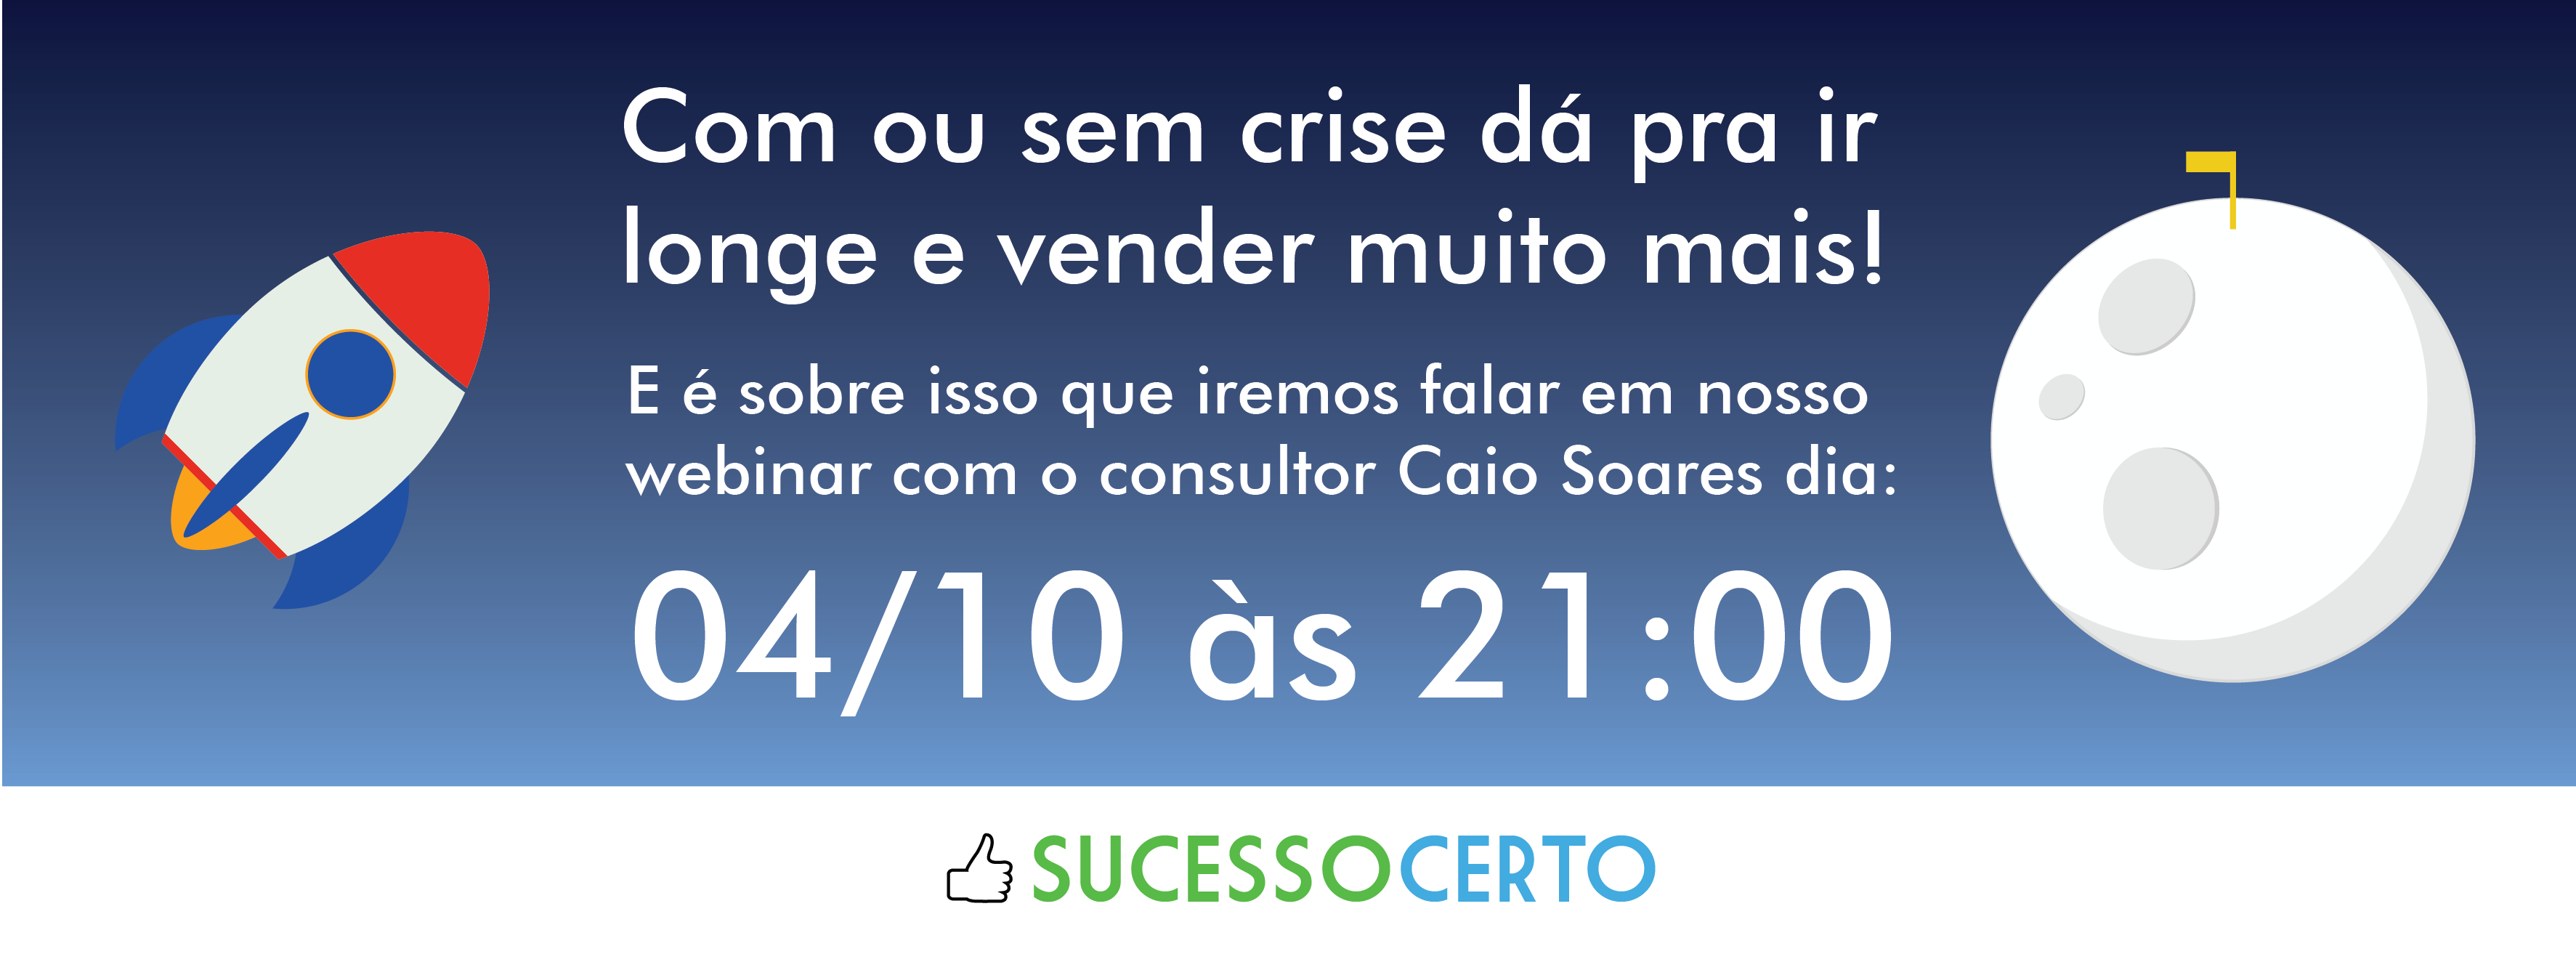 Com ou sem crise dá pra ir
longe e vender muito mais!
E é sobre isso que iremos falar em nosso
webinar com o consultor Caio Soares dia:
04/10 às 21:00
SUCESSOCERTO